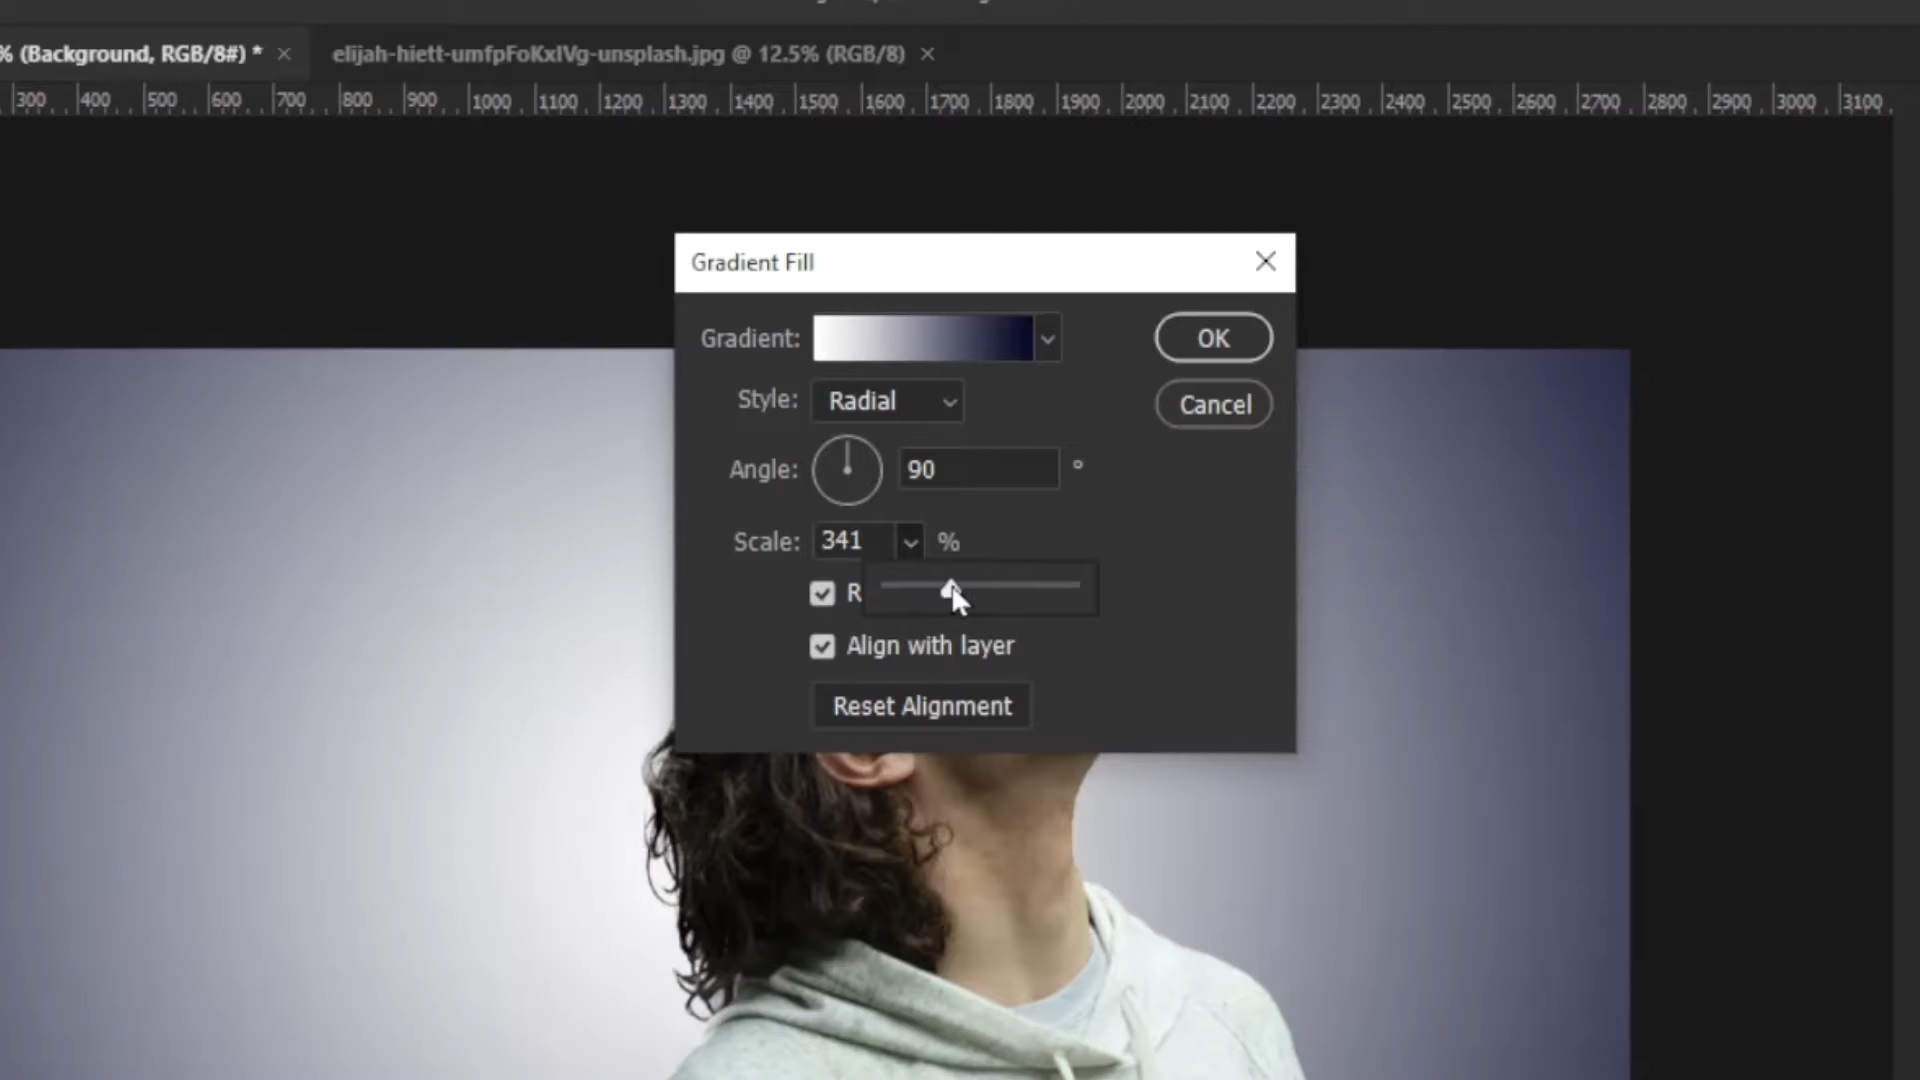 % (Background, RGB/8#) * × elijah-hiett-umfpFoKxIVg-unsplash.jpg @ 12.5% (RGB/8) ×
300 400 500 600 700 800 900 1000 1100 1200 1300 1400 1500 1600 1700 1800 1900 2000 2100 2200 2300 2400 2500 2600 2700 2800 2900 3000 3100
Gradient Fill
Gradient: OK
Style: Radial Cancel
Angle: 90 °
Scale: 341 %
R
Align with layer
Reset Alignment